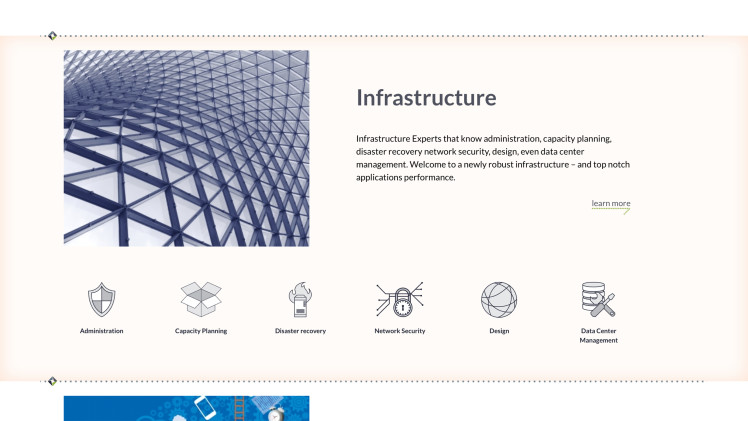 Infrastructure
Infrastructure Experts that know administration, capacity planning,
disaster recovery network security, design, even data center
management. Welcome to a newly robust infrastructure – and top notch
applications performance.
learn more
Administration
Capacity Planning
Disaster recovery
Network Security
Design
Data Center
Management